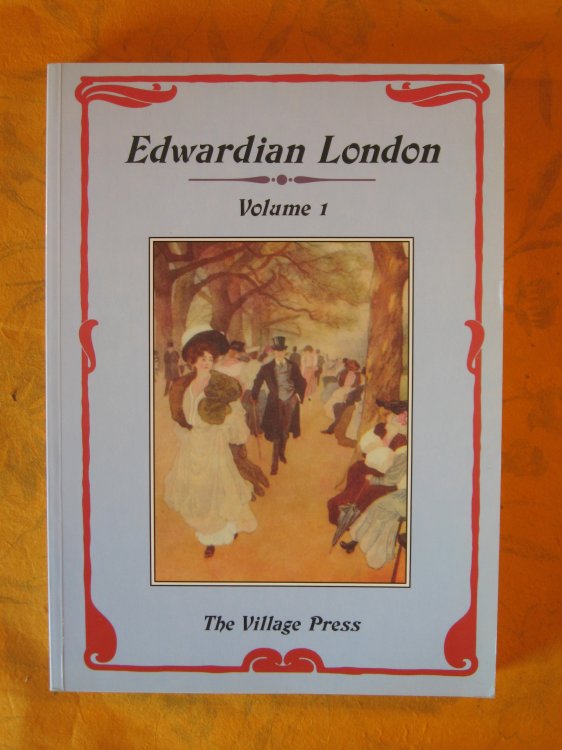 Edwardian London
Volume 1
The Village Press